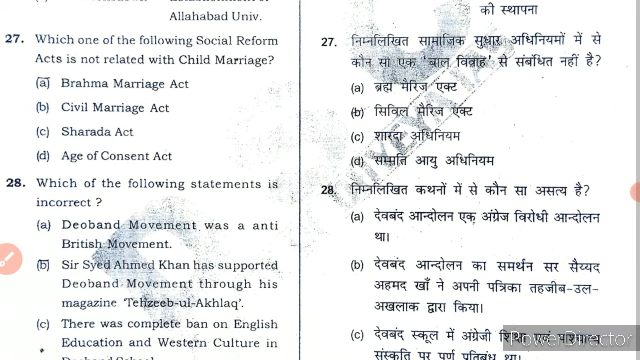 Allahabad Univ.
27. Which one of the following Social Reform
Acts is not related with Child Marriage?
(a) Brahma Marriage Act
(b) Civil Marriage Act
(c) Sharada Act
(d) Age of Consent Act
28. Which of the following statements is
incorrect ?
(a) Deoband Movement was a anti
British Movement.
(b) Sir Syed Ahmed Khan has supported
Deoband Movement through his
magazine ‘Tehzeeb-ul-Akhlaq’.
(c) There was complete ban on English
Education and Western Culture in
Deoband School.
की स्थापना
27. निम्नलिखित सामाजिक सुधार अधिनियमों में से
कौन सा एक ‘बाल विवाह’ से संबंधित नहीं है?
(a) ब्रह्म मैरिज एक्ट
(b) सिविल मैरिज एक्ट
(c) शारदा अधिनियम
(d) सम्मति आयु अधिनियम
28. निम्नलिखित कथनों में से कौन सा असत्य है?
(a) देवबंद आन्दोलन एक अंग्रेज विरोधी आन्दोलन
था।
(b) देवबंद आन्दोलन का समर्थन सर सैय्यद
अहमद खाँ ने अपनी पत्रिका तहजीब-उल-
अखलाक द्वारा किया।
(c) देवबंद स्कूल में अंग्रेजी शिक्षा एवं पाश्चात्य
संस्कृति पर पूर्ण प्रतिबंध था।
PowerDirector